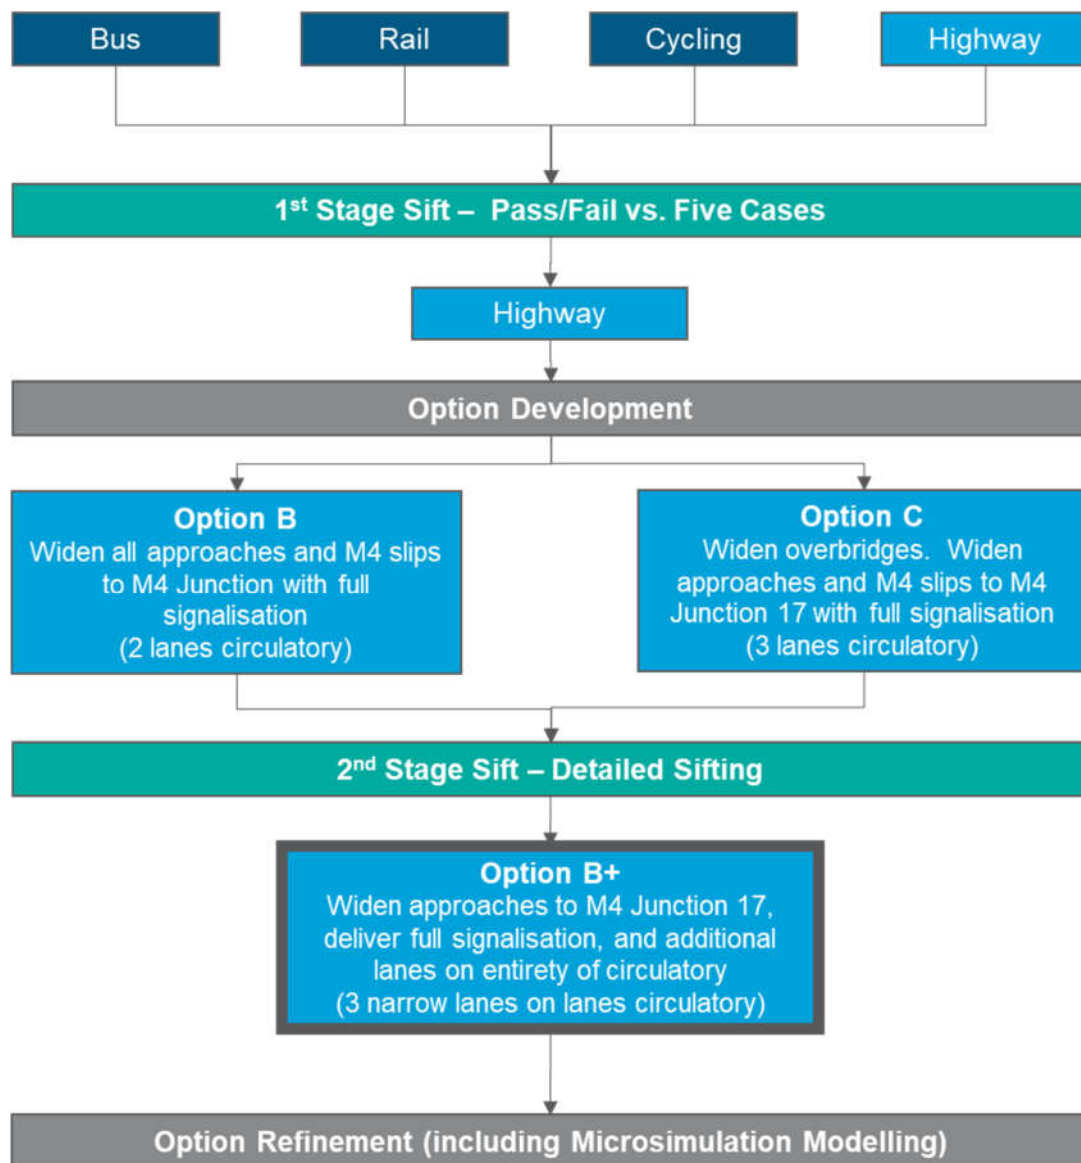 Bus
Rail
Cycling
Highway
1st Stage Sift – Pass/Fail vs. Five Cases
Highway
Option Development
Option B
Widen all approaches and M4 slips
to M4 Junction with full
signalisation
(2 lanes circulatory)
Option C
Widen overbridges. Widen
approaches and M4 slips to M4
Junction 17 with full signalisation
(3 lanes circulatory)
2nd Stage Sift – Detailed Sifting
Option B+
Widen approaches to M4 Junction 17,
deliver full signalisation, and additional
lanes on entirety of circulatory
(3 narrow lanes on lanes circulatory)
Option Refinement (including Microsimulation Modelling)